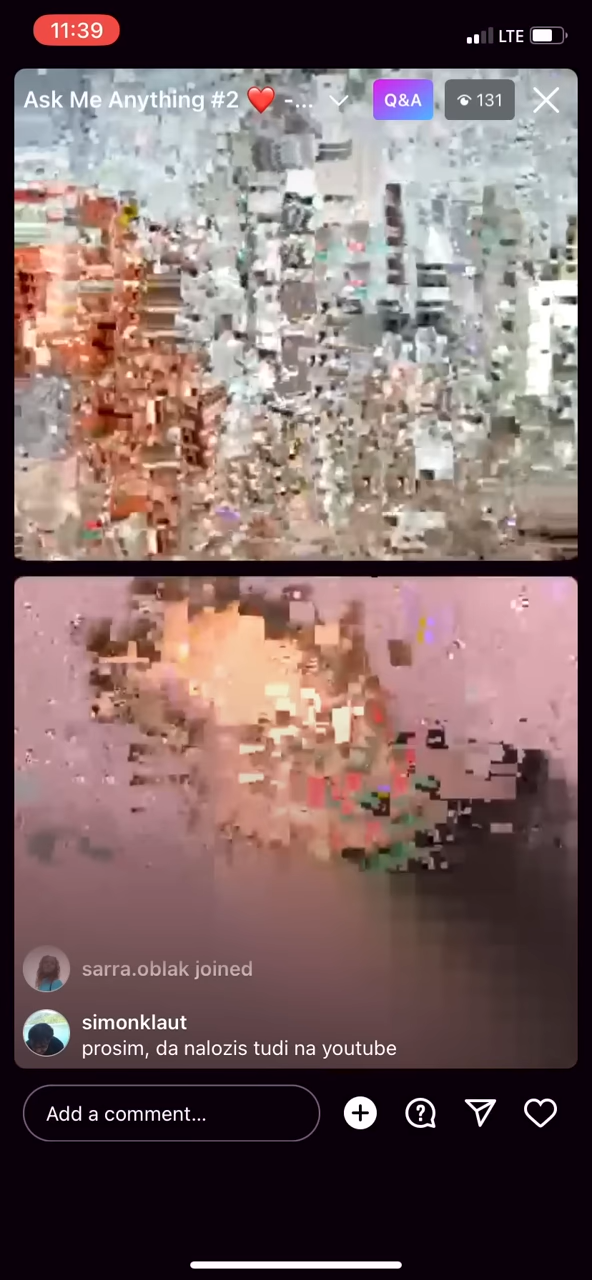 11:39
LTE
Ask Me Anything #2 ❤️ -...
Q&A
131
sarra.oblak joined
simonklaut
prosim, da nalozis tudi na youtube
Add a comment...